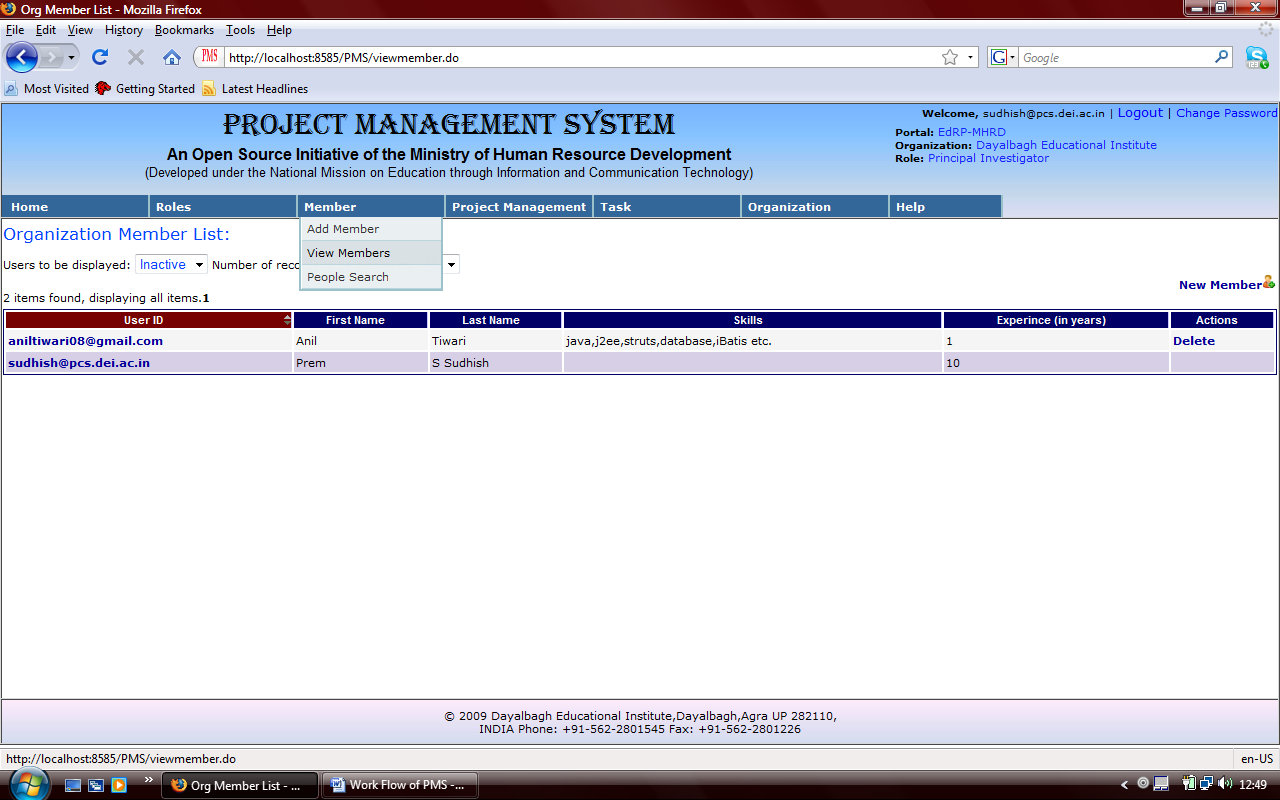 Org Member List - Mozilla Firefox
File Edit View History Bookmarks Tools Help
PMS http://localhost:8585/PMS/viewmember.do G Google
Most Visited Getting Started Latest Headlines
PROJECT MANAGEMENT SYSTEM
An Open Source Initiative of the Ministry of Human Resource Development
(Developed under the National Mission on Education through Information and Communication Technology)
Welcome, sudhish@pcs.dei.ac.in | Logout | Change Password
Portal: EdRP-MHRD
Organization: Dayalbagh Educational Institute
Role: Principal Investigator
Home Roles Member Project Management Task Organization Help
Add Member
View Members
People Search
Organization Member List:
Users to be displayed: Inactive Number of reco
New Member
2 items found, displaying all items.1
User ID First Name Last Name Skills Experince (in years) Actions
aniltiwari08@gmail.com Anil Tiwari java,j2ee,struts,database,iBatis etc. 1 Delete
sudhish@pcs.dei.ac.in Prem S Sudhish 10
© 2009 Dayalbagh Educational Institute,Dayalbagh,Agra UP 282110,
INDIA Phone: +91-562-2801545 Fax: +91-562-2801226
http://localhost:8585/PMS/viewmember.do en-US
Org Member List - ... Work Flow of PMS -... 12:49